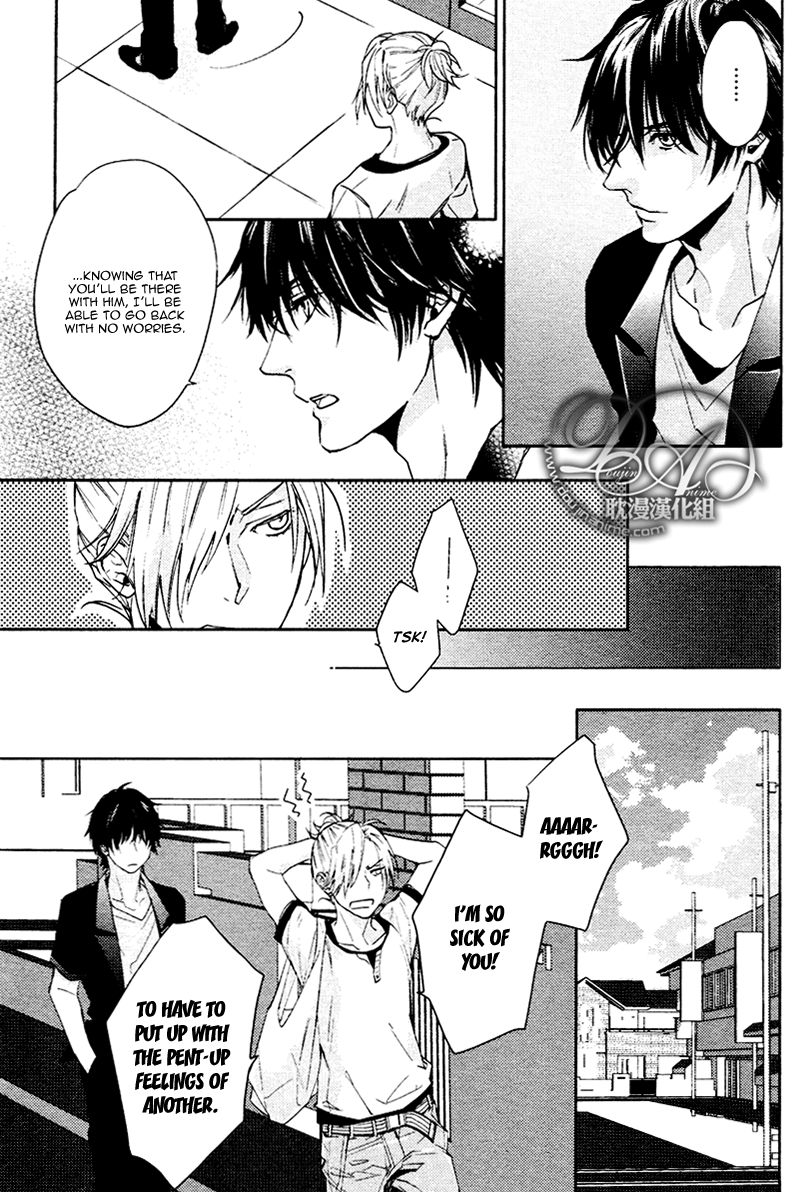 ......
...KNOWING THAT
YOU'LL BE THERE
WITH HIM, I'LL BE
ABLE TO GO BACK
WITH NO WORRIES.
DAJ
Doujin
Anime
耽漫漢化組
TSK!
AAAAR-
RGGGH!
I'M SO
SICK OF
YOU!
TO HAVE TO
PUT UP WITH
THE PENT-UP
FEELINGS OF
ANOTHER.